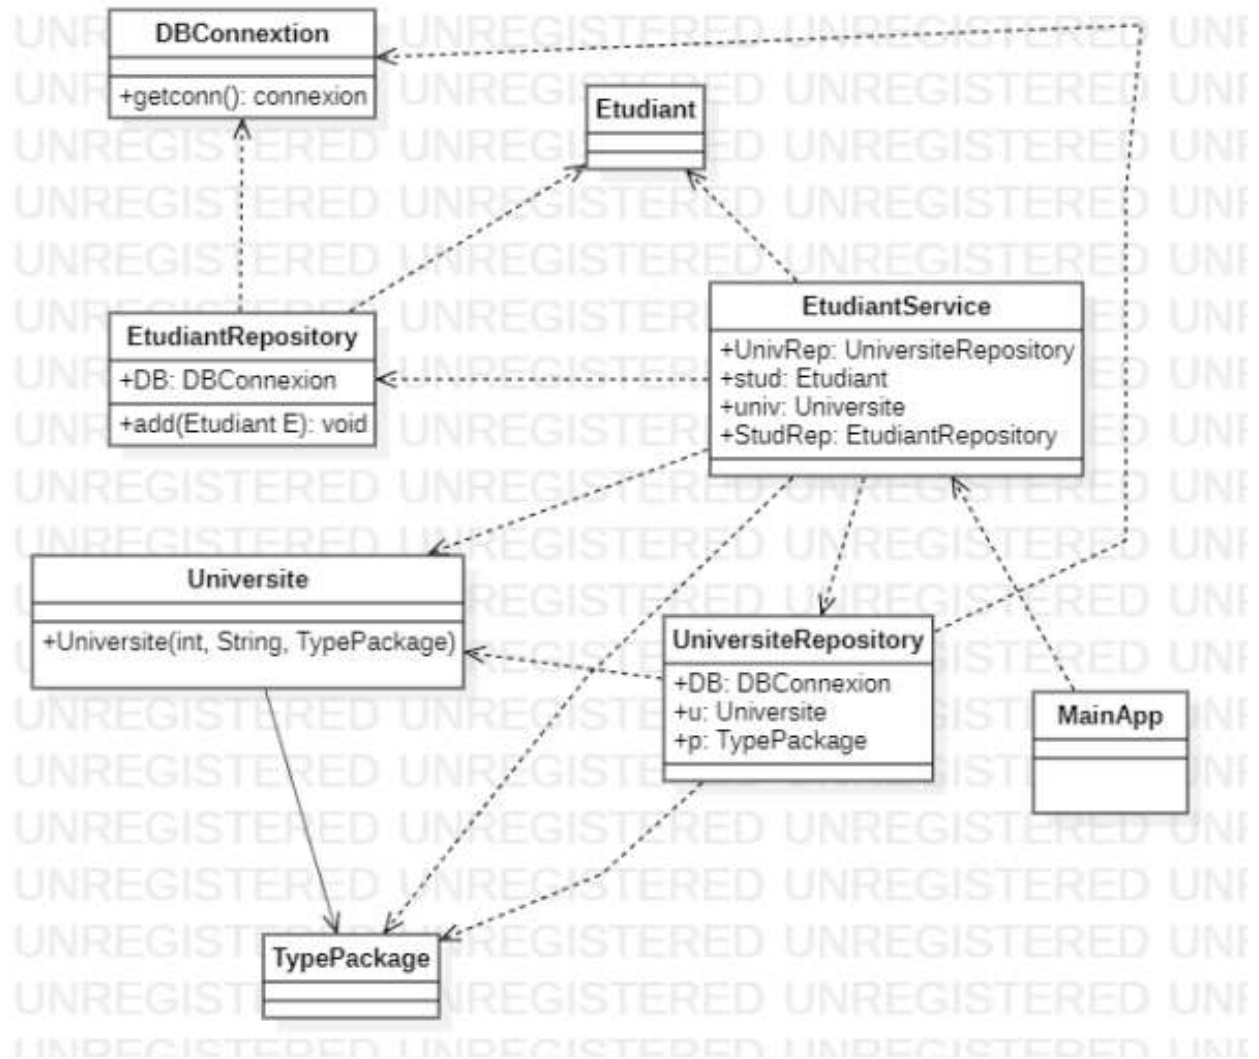 DBConnextion
+getconn(): connexion
Etudiant
EtudiantService
+UnivRep: UniversiteRepository
+stud: Etudiant
+univ: Universite
+StudRep: EtudiantRepository
EtudiantRepository
+DB: DBConnexion
+add(Etudiant E): void
Universite
+Universite(int, String, TypePackage)
UniversiteRepository
+DB: DBConnexion
+u: Universite
+p: TypePackage
MainApp
TypePackage
UNREGISTERED